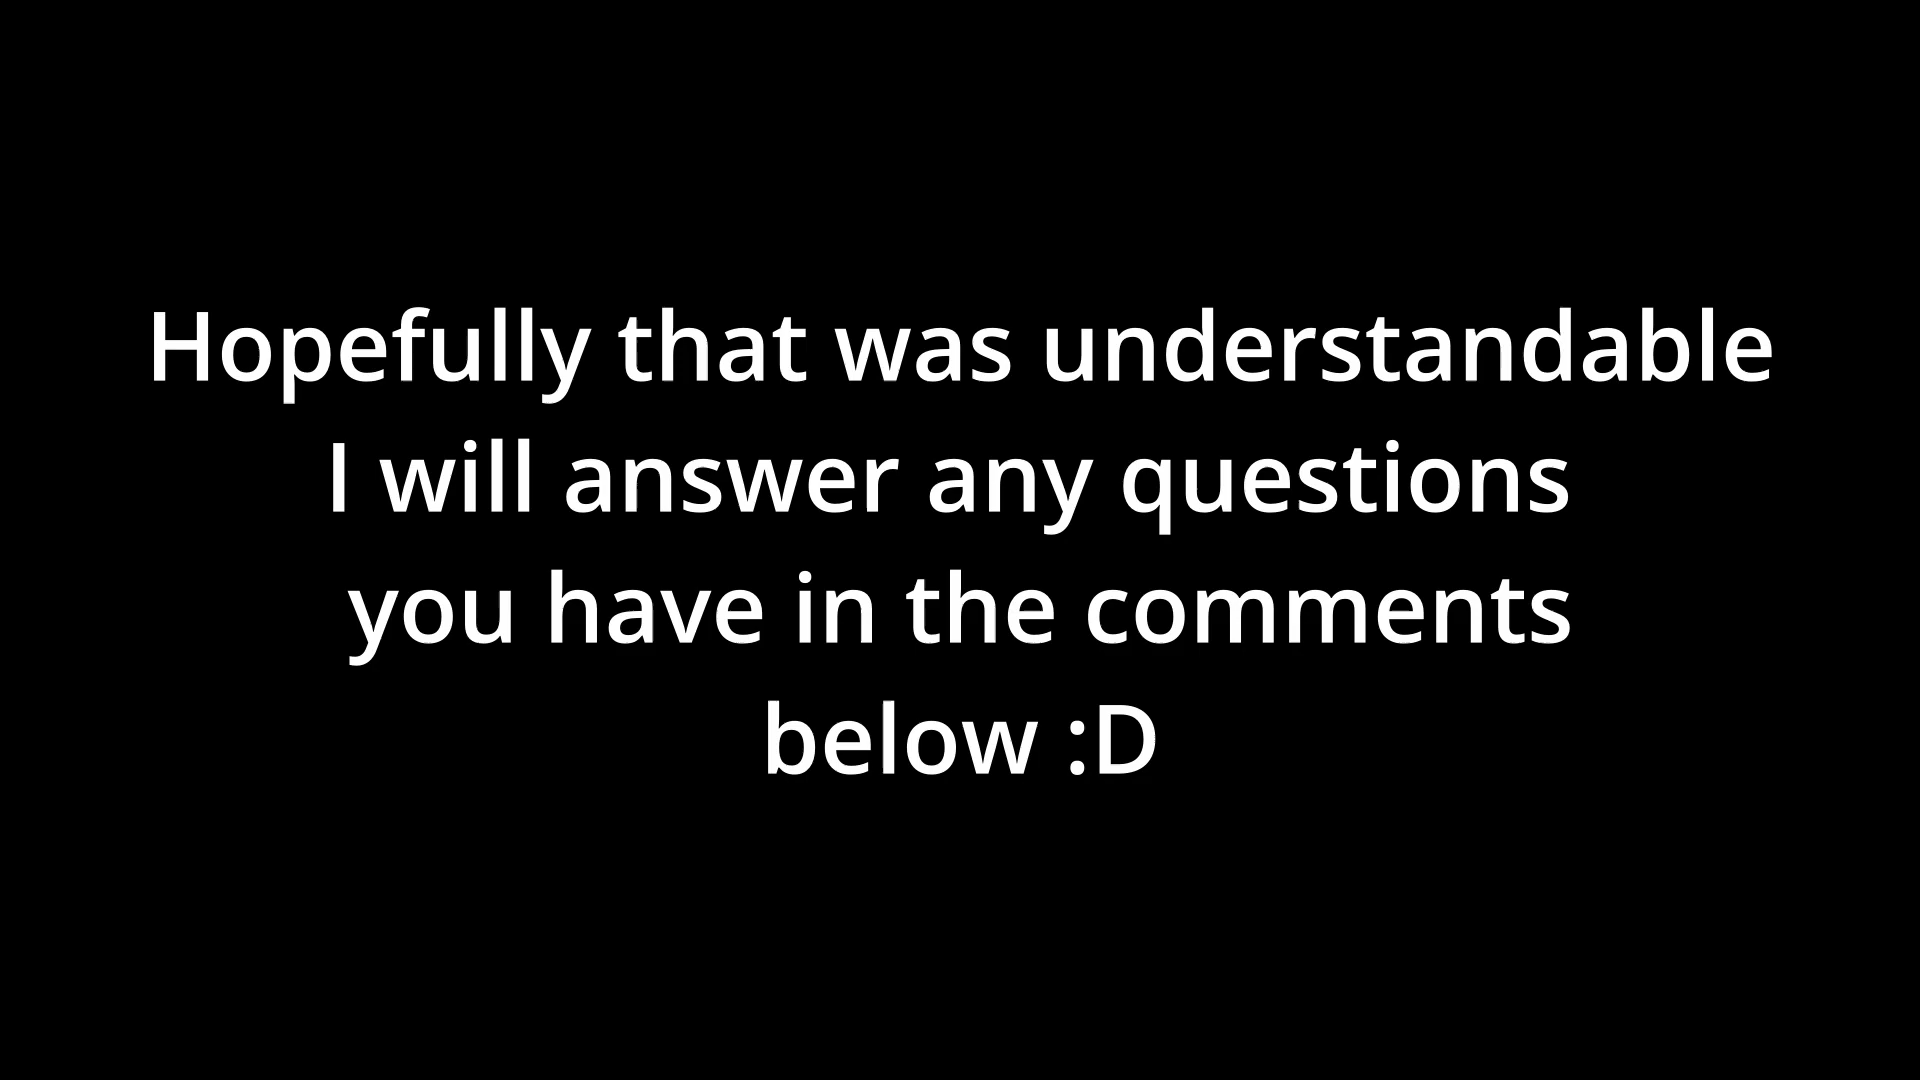 Hopefully that was understandable
I will answer any questions
you have in the comments
below :D